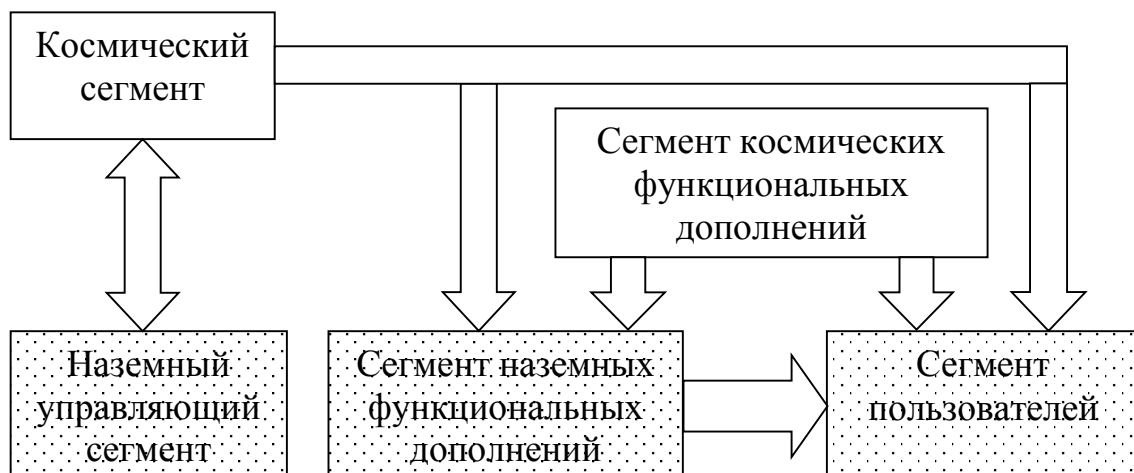 Космический
сегмент
Сегмент космических
функциональных
дополнений
Наземный
управляющий
сегмент
Сегмент наземных
функциональных
дополнений
Сегмент
пользователей